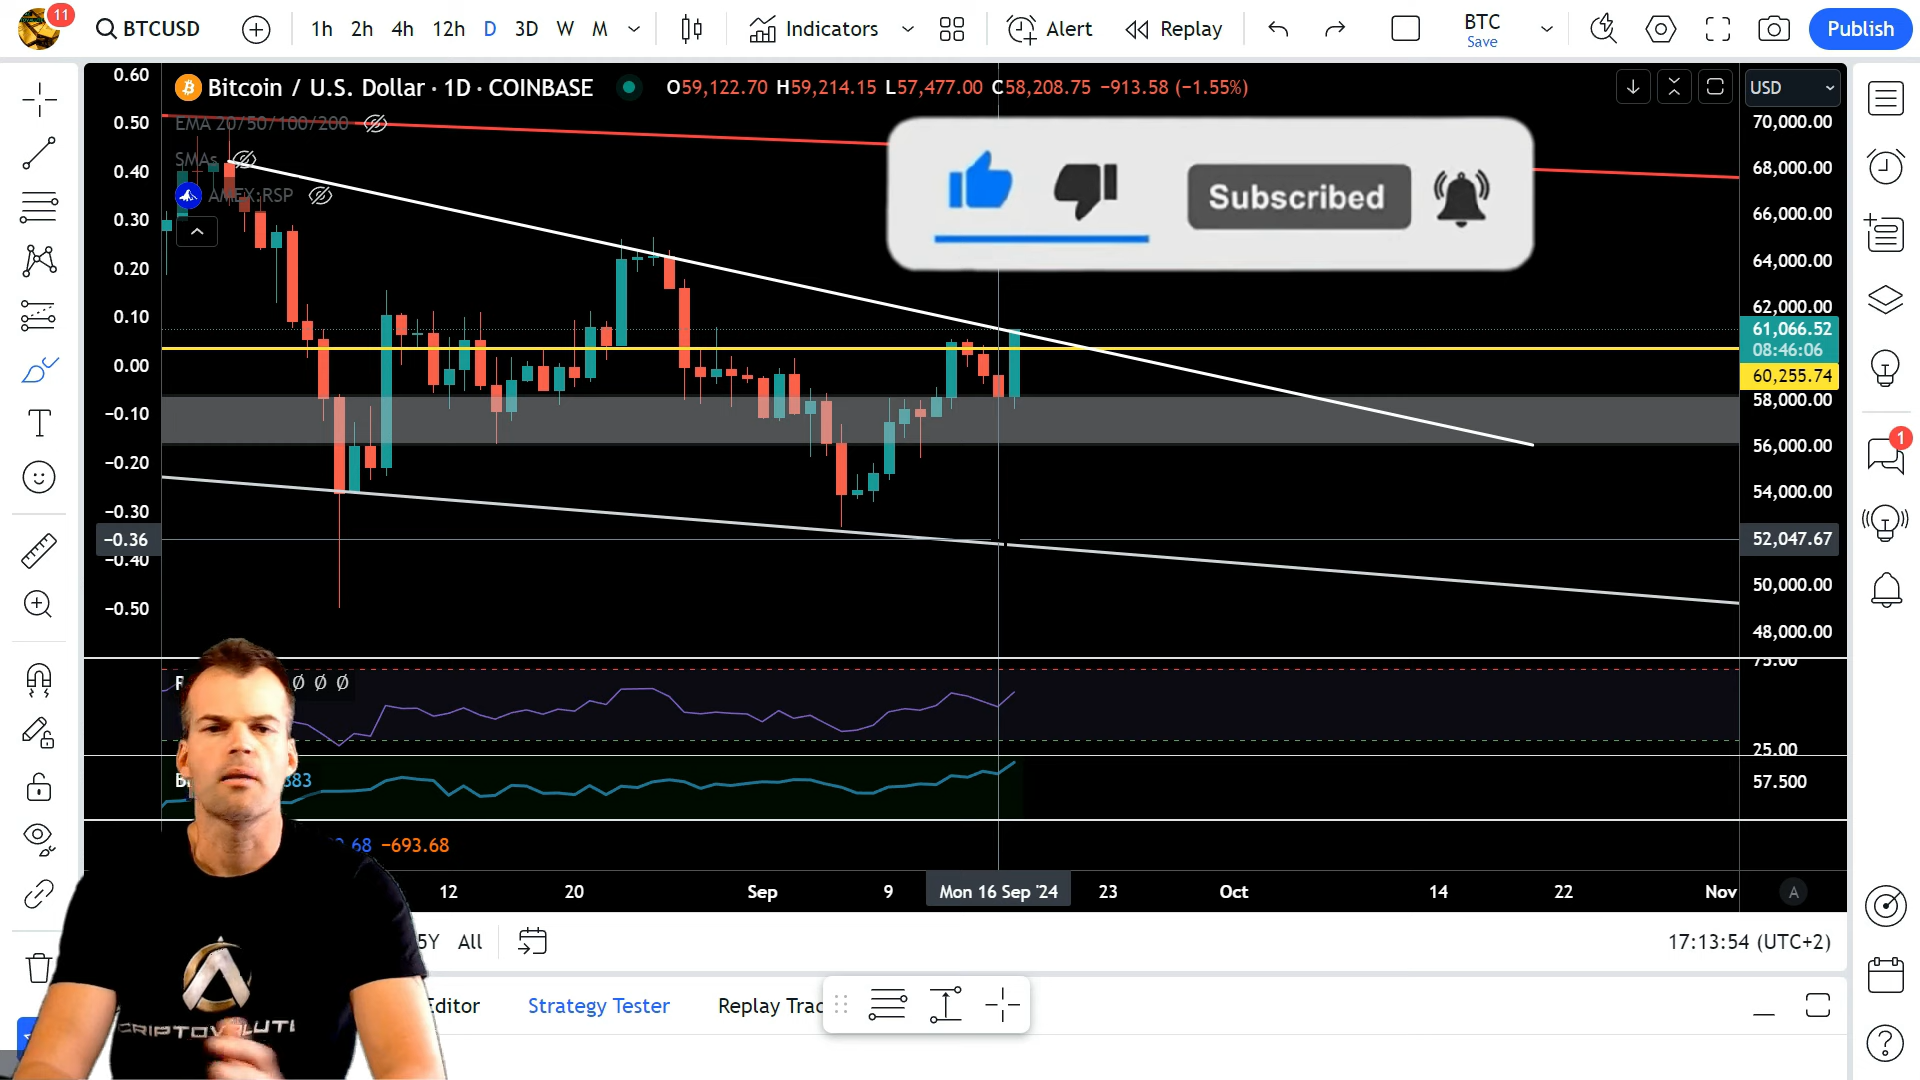 11
BTCUSD
1h 2h 4h 12h D 3D W M
Indicators
Alert
Replay
BTC
Save
Publish
Bitcoin / U.S. Dollar · 1D · COINBASE
O59,122.70 H59,214.15 L57,477.00 C58,208.75 −913.58 (−1.55%)
USD
EMA 20/50/100/200
SMAs
AMEX:RSP
Subscribed
0.60
0.50
0.40
0.30
0.20
0.10
0.00
−0.10
−0.20
−0.30
−0.36
−0.40
−0.50
70,000.00
68,000.00
66,000.00
64,000.00
62,000.00
61,066.52
08:46:06
60,255.74
58,000.00
56,000.00
54,000.00
52,047.67
50,000.00
48,000.00
75.00
Ø Ø Ø
25.00
57.500
−693.68
12
20
Sep
9
Mon 16 Sep '24
23
Oct
14
22
Nov
A
5Y All
17:13:54 (UTC+2)
Editor
Strategy Tester
1